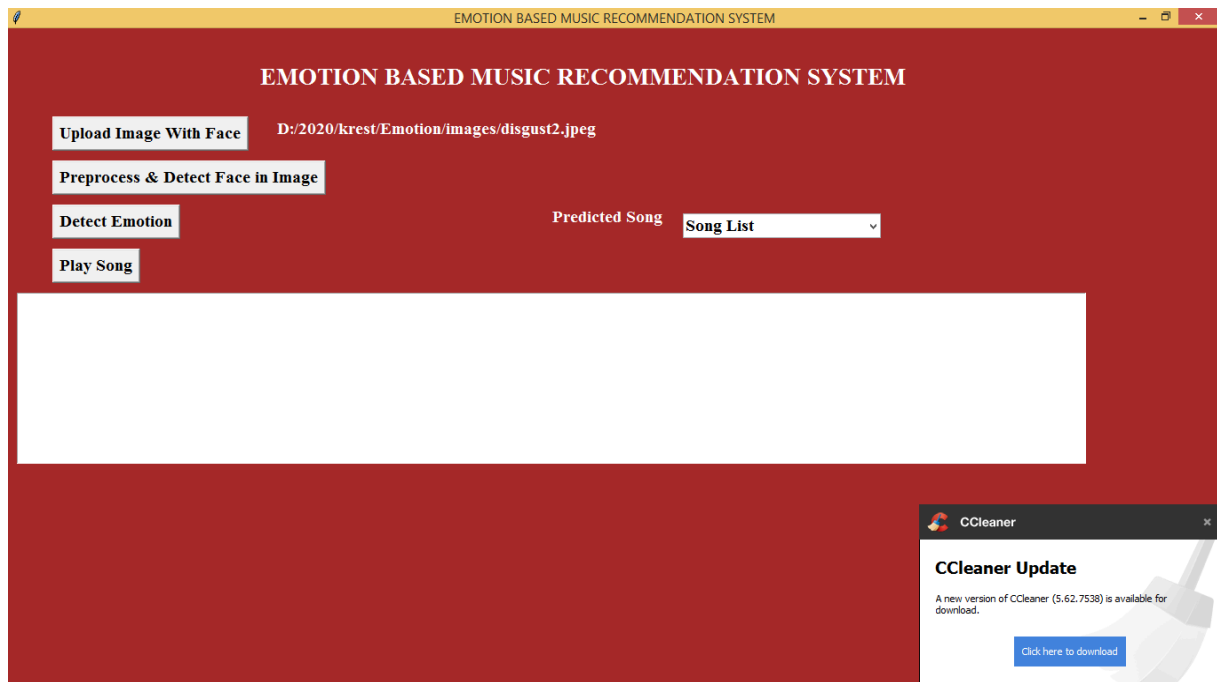 EMOTION BASED MUSIC RECOMMENDATION SYSTEM
EMOTION BASED MUSIC RECOMMENDATION SYSTEM
Upload Image With Face
D:/2020/krest/Emotion/images/disgust2.jpeg
Preprocess & Detect Face in Image
Detect Emotion
Predicted Song
Song List
Play Song
CCleaner
CCleaner Update
A new version of CCleaner (5.62.7538) is available for
download.
Click here to download